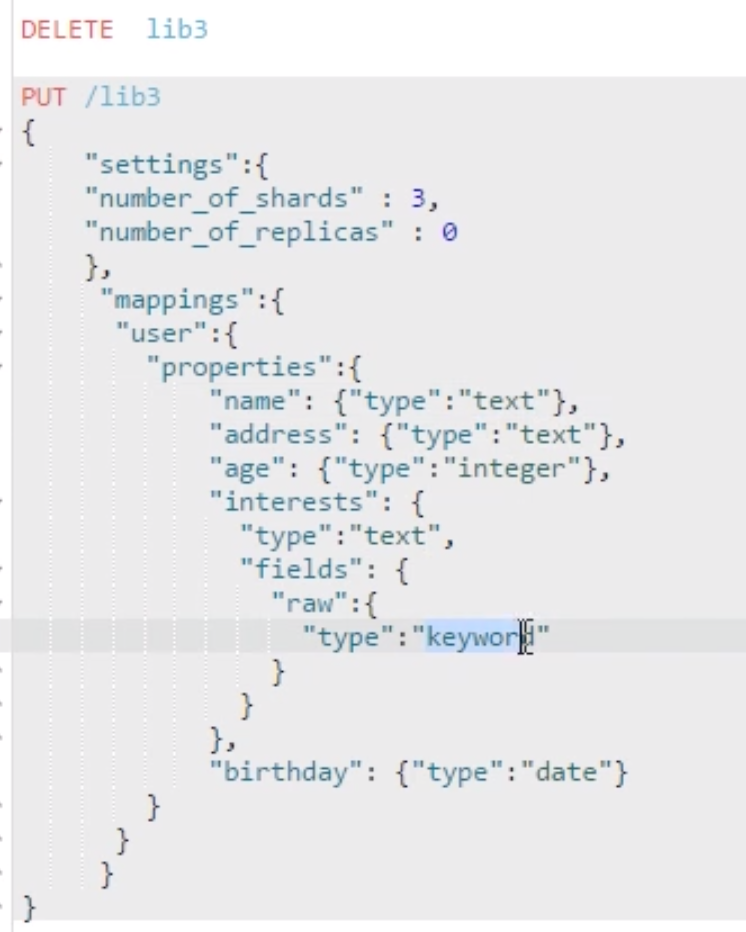 DELETE  lib3
PUT /lib3
{
    "settings":{
    "number_of_shards" : 3,
    "number_of_replicas" : 0
    },
     "mappings":{
      "user":{
        "properties":{
            "name": {"type":"text"},
            "address": {"type":"text"},
            "age": {"type":"integer"},
            "interests": {
              "type":"text",
              "fields": {
                "raw":{
                  "type":"keyword"
                }
              }
            },
            "birthday": {"type":"date"}
        }
      }
     }
}